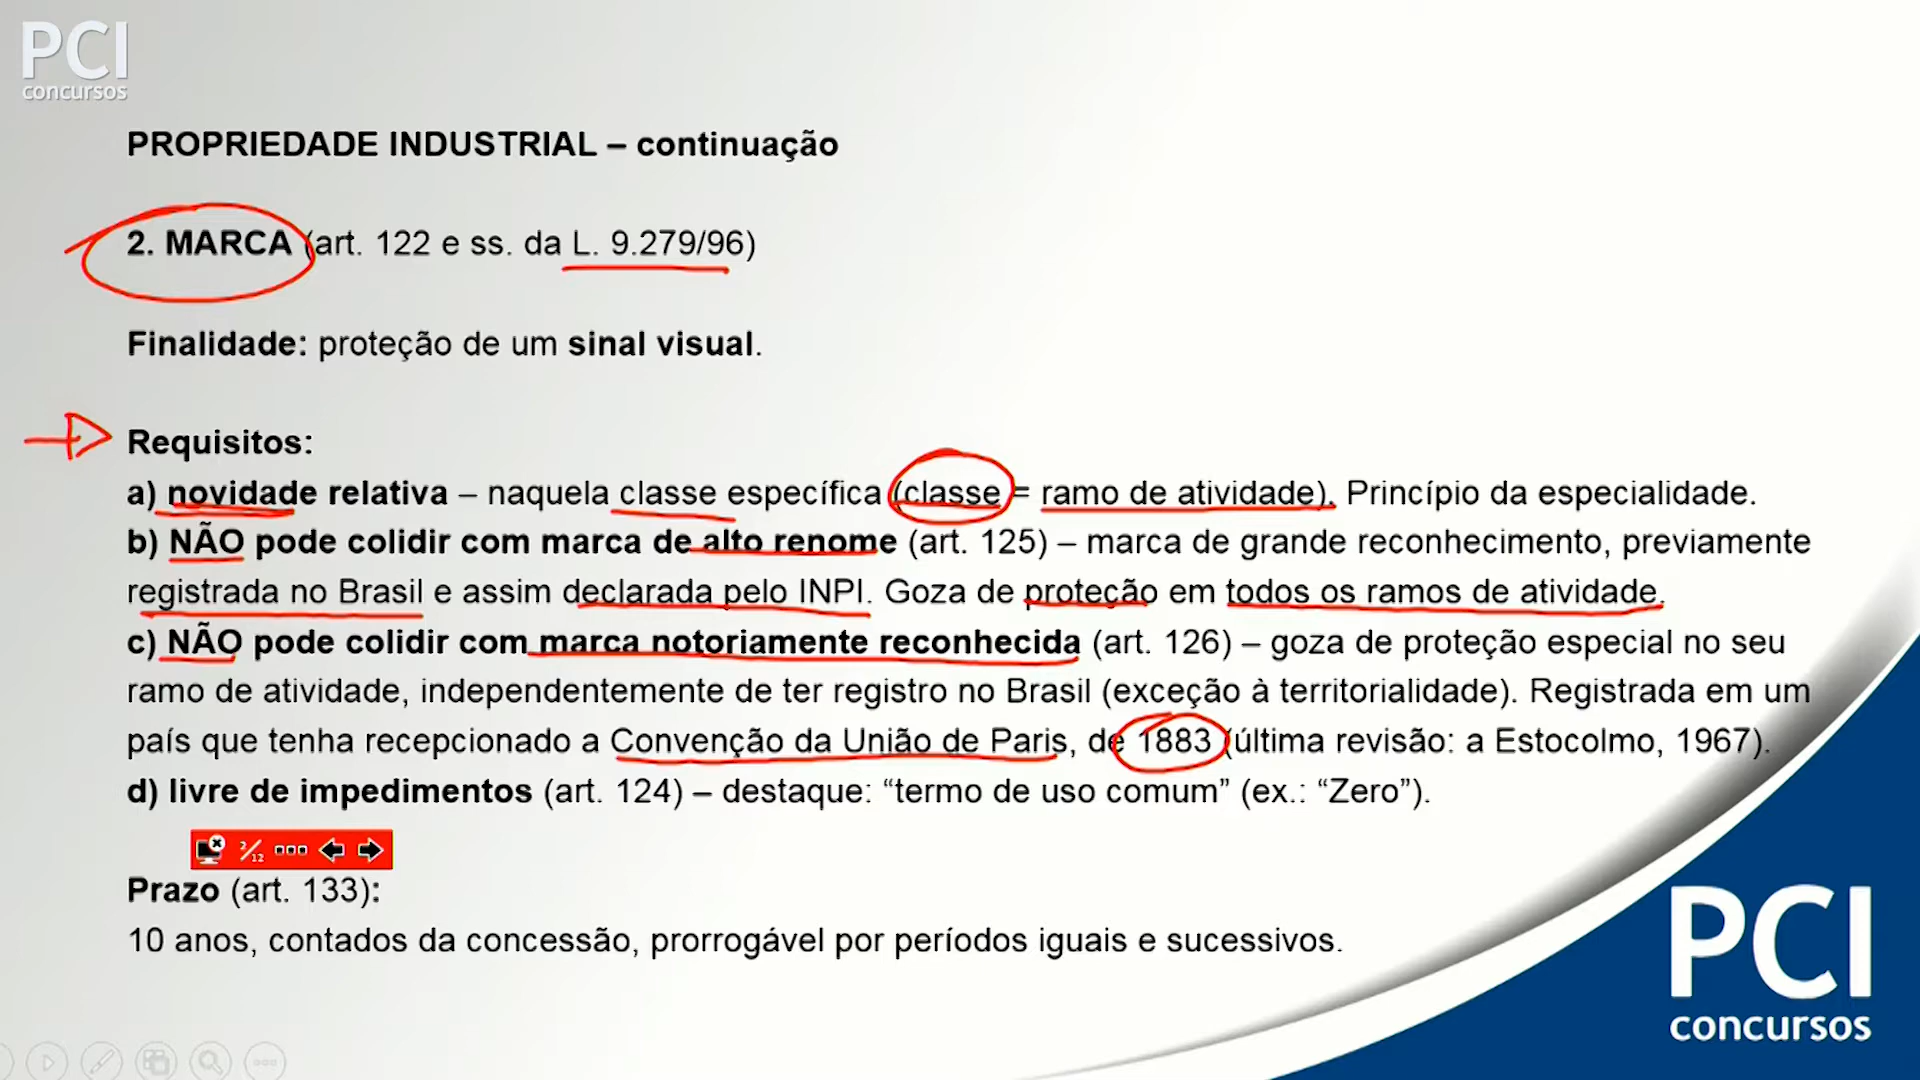 PCI
concursos
PROPRIEDADE INDUSTRIAL – continuação
2. MARCA (art. 122 e ss. da L. 9.279/96)
Finalidade: proteção de um sinal visual.
Requisitos:
a) novidade relativa – naquela classe específica (classe = ramo de atividade). Princípio da especialidade.
b) NÃO pode colidir com marca de alto renome (art. 125) – marca de grande reconhecimento, previamente
registrada no Brasil e assim declarada pelo INPI. Goza de proteção em todos os ramos de atividade.
c) NÃO pode colidir com marca notoriamente reconhecida (art. 126) – goza de proteção especial no seu
ramo de atividade, independentemente de ter registro no Brasil (exceção à territorialidade). Registrada em um
país que tenha recepcionado a Convenção da União de Paris, de 1883 (última revisão: a Estocolmo, 1967).
d) livre de impedimentos (art. 124) – destaque: “termo de uso comum” (ex.: “Zero”).
2/12
Prazo (art. 133):
10 anos, contados da concessão, prorrogável por períodos iguais e sucessivos.
PCI
concursos